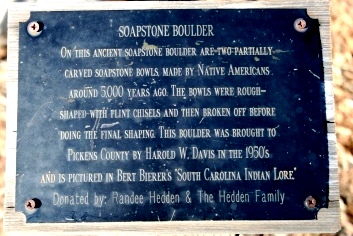 SOAPSTONE BOULDER
ON THIS ANCIENT SOAPSTONE BOULDER ARE TWO PARTIALLY
CARVED SOAPSTONE BOWLS MADE BY NATIVE AMERICANS
AROUND 5,000 YEARS AGO. THE BOWLS WERE ROUGH-
SHAPED WITH FLINT CHISELS AND THEN BROKEN OFF BEFORE
DOING THE FINAL SHAPING. THIS BOULDER WAS BROUGHT TO
PICKENS COUNTY BY HAROLD W. DAVIS IN THE 1950'S
AND IS PICTURED IN BERT BIERER'S "SOUTH CAROLINA INDIAN LORE."
Donated by: Randee Hedden & The Hedden Family